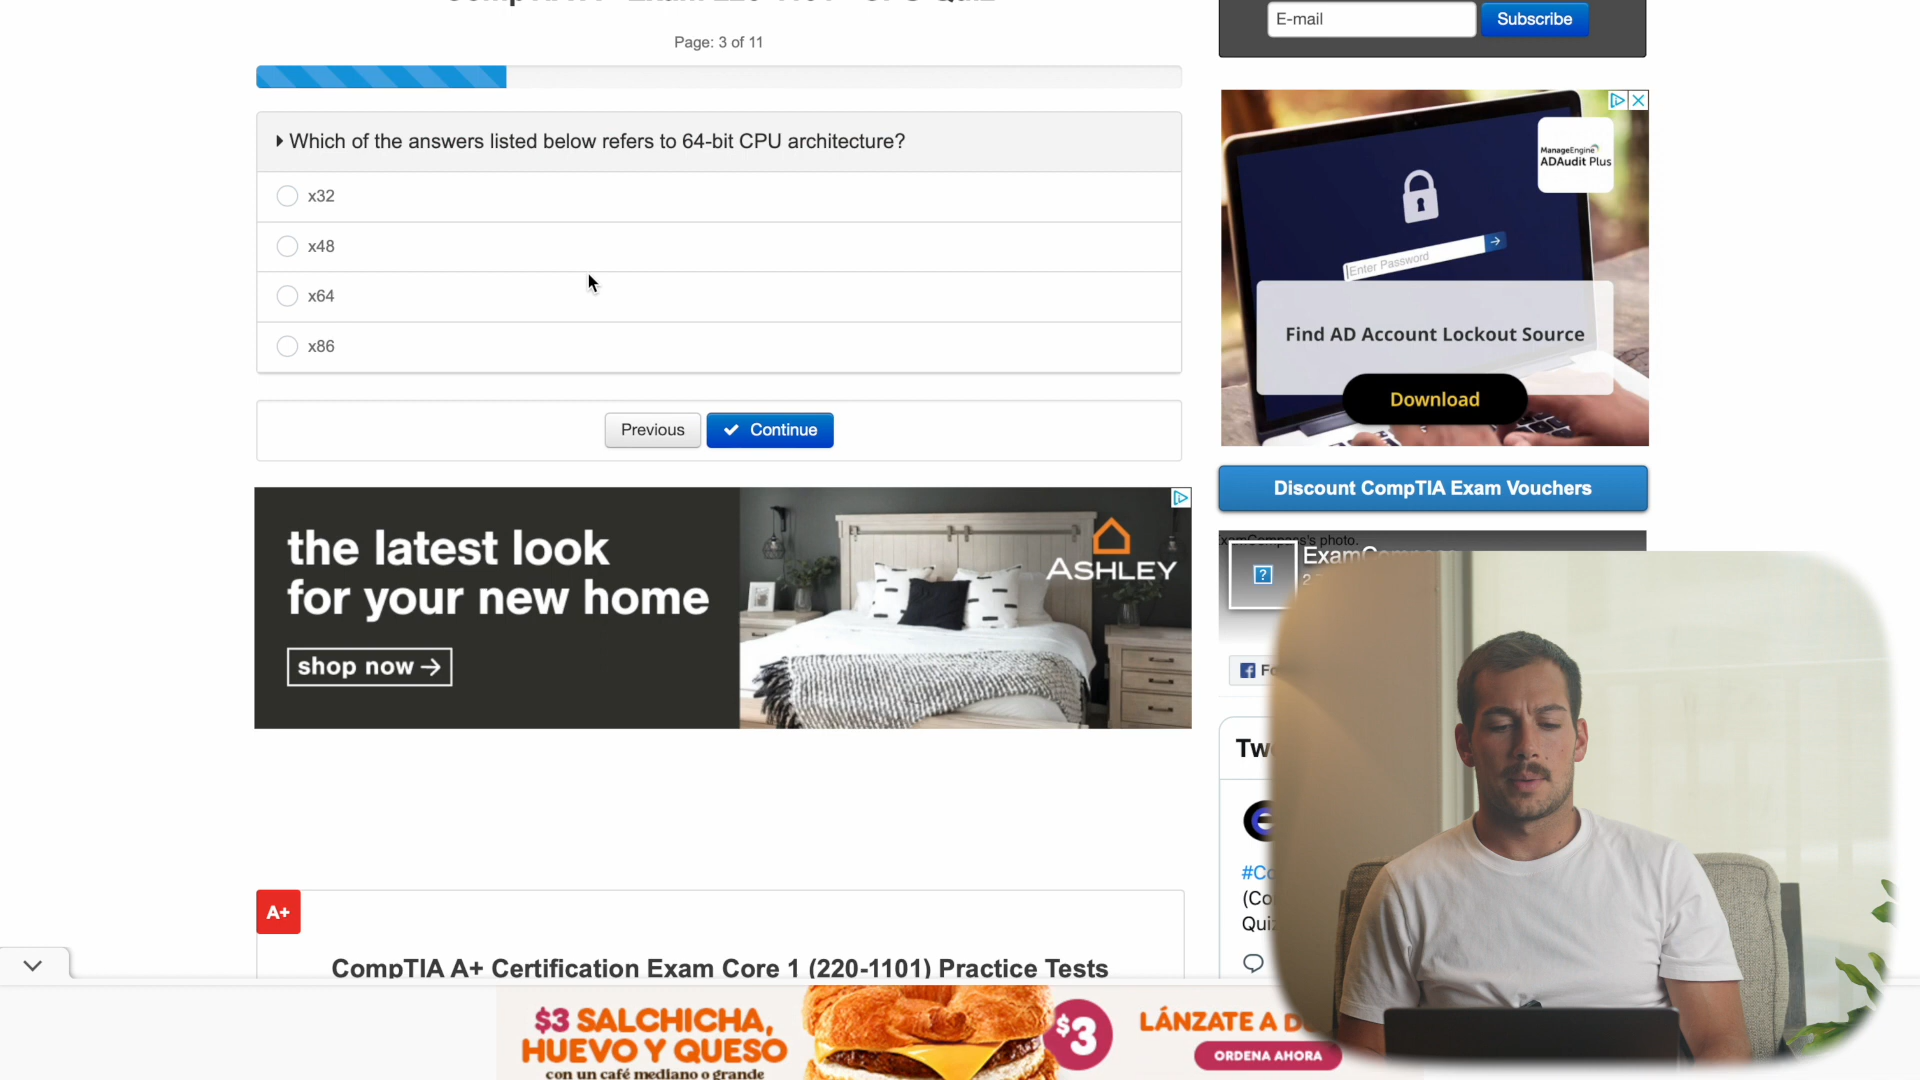 Page: 3 of 11
Which of the answers listed below refers to 64-bit CPU architecture?
x32
x48
x64
x86
Previous
Continue
the latest look
for your new home
shop now →
ASHLEY
A+
CompTIA A+ Certification Exam Core 1 (220-1101) Practice Tests
E-mail
Subscribe
ManageEngine
ADAudit Plus
Enter Password
Find AD Account Lockout Source
Download
Discount CompTIA Exam Vouchers
$3 SALCHICHA,
HUEVO Y QUESO
con un café mediano o grande
$3
LÁNZATE A
ORDENA AHORA